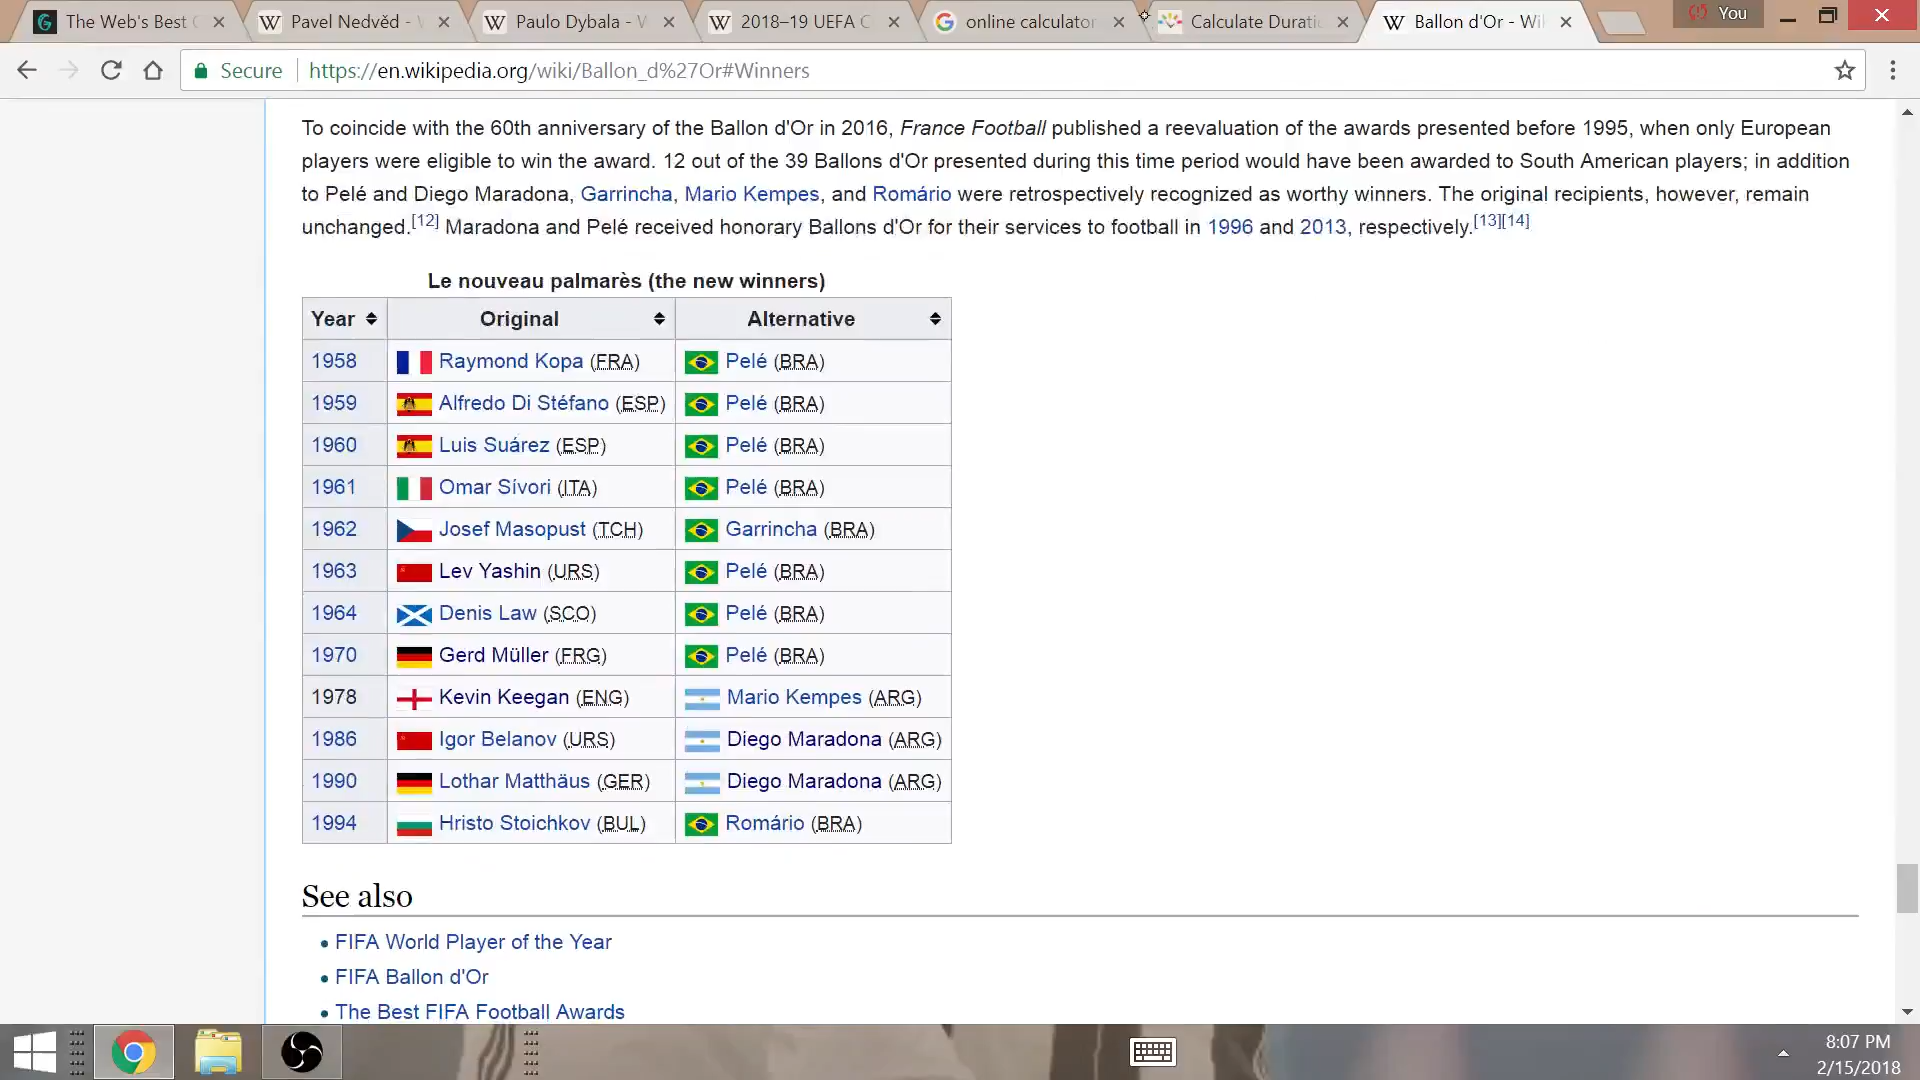 The Web's Best G
Pavel Nedvěd - W
Paulo Dybala - W
2018–19 UEFA C
online calculator
Calculate Durati
Ballon d'Or - Wi
You
Secure
https://en.wikipedia.org/wiki/Ballon_d%27Or#Winners
To coincide with the 60th anniversary of the Ballon d'Or in 2016, France Football published a reevaluation of the awards presented before 1995, when only European
players were eligible to win the award. 12 out of the 39 Ballons d'Or presented during this time period would have been awarded to South American players; in addition
to Pelé and Diego Maradona, Garrincha, Mario Kempes, and Romário were retrospectively recognized as worthy winners. The original recipients, however, remain
unchanged.[12] Maradona and Pelé received honorary Ballons d'Or for their services to football in 1996 and 2013, respectively.[13][14]
Le nouveau palmarès (the new winners)
Year Original Alternative
1958 Raymond Kopa (FRA) Pelé (BRA)
1959 Alfredo Di Stéfano (ESP) Pelé (BRA)
1960 Luis Suárez (ESP) Pelé (BRA)
1961 Omar Sívori (ITA) Pelé (BRA)
1962 Josef Masopust (TCH) Garrincha (BRA)
1963 Lev Yashin (URS) Pelé (BRA)
1964 Denis Law (SCO) Pelé (BRA)
1970 Gerd Müller (FRG) Pelé (BRA)
1978 Kevin Keegan (ENG) Mario Kempes (ARG)
1986 Igor Belanov (URS) Diego Maradona (ARG)
1990 Lothar Matthäus (GER) Diego Maradona (ARG)
1994 Hristo Stoichkov (BUL) Romário (BRA)
See also
• FIFA World Player of the Year
• FIFA Ballon d'Or
• The Best FIFA Football Awards
8:07 PM
2/15/2018